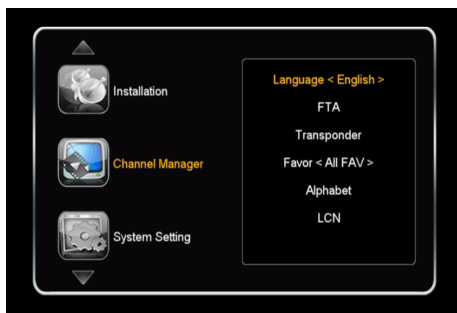 Installation
Channel Manager
System Setting
Language < English >
FTA
Transponder
Favor < All FAV >
Alphabet
LCN